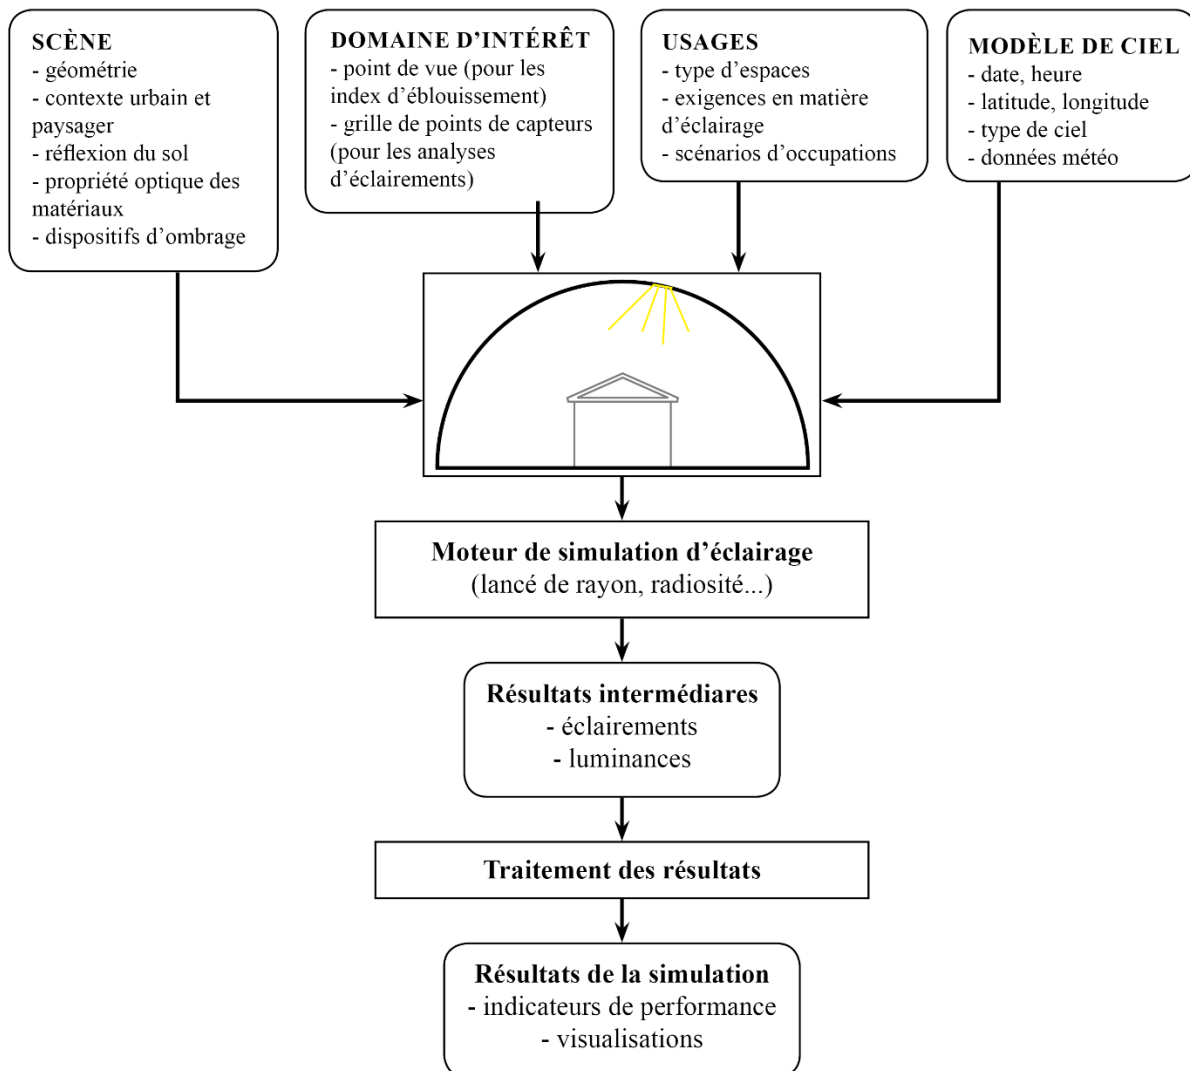 SCÈNE
- géométrie
- contexte urbain et
paysager
- réflexion du sol
- propriété optique des
matériaux
- dispositifs d'ombrage
DOMAINE D'INTÉRÊT
- point de vue (pour les
index d'éblouissement)
- grille de points de capteurs
(pour les analyses
d'éclairements)
USAGES
- type d'espaces
- exigences en matière
d'éclairage
- scénarios d'occupations
MODÈLE DE CIEL
- date, heure
- latitude, longitude
- type de ciel
- données météo
Moteur de simulation d'éclairage
(lancé de rayon, radiosité...)
Résultats intermédiares
- éclairements
- luminances
Traitement des résultats
Résultats de la simulation
- indicateurs de performance
- visualisations